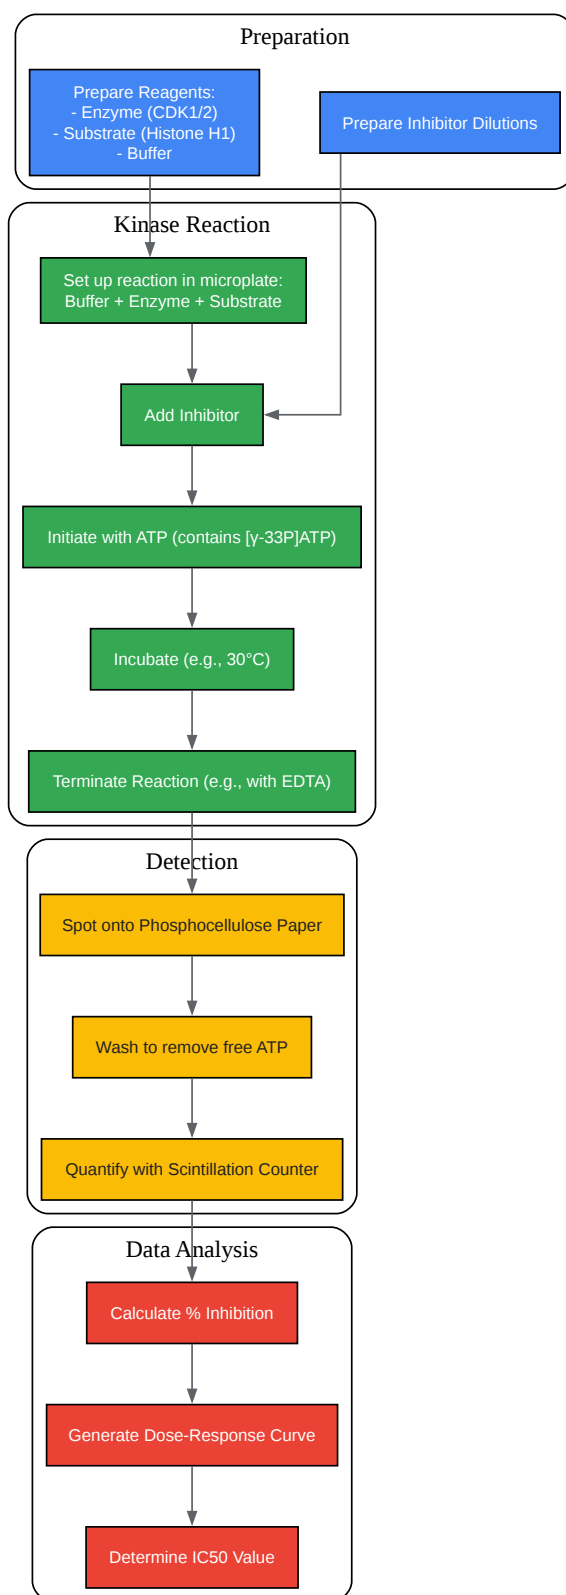 Preparation
Prepare Reagents:
- Enzyme (CDK1/2)
- Substrate (Histone H1)
- Buffer
Prepare Inhibitor Dilutions
Kinase Reaction
Set up reaction in microplate:
Buffer + Enzyme + Substrate
Add Inhibitor
Initiate with ATP (contains [γ-33P]ATP)
Incubate (e.g., 30°C)
Terminate Reaction (e.g., with EDTA)
Detection
Spot onto Phosphocellulose Paper
Wash to remove free ATP
Quantify with Scintillation Counter
Data Analysis
Calculate % Inhibition
Generate Dose-Response Curve
Determine IC50 Value